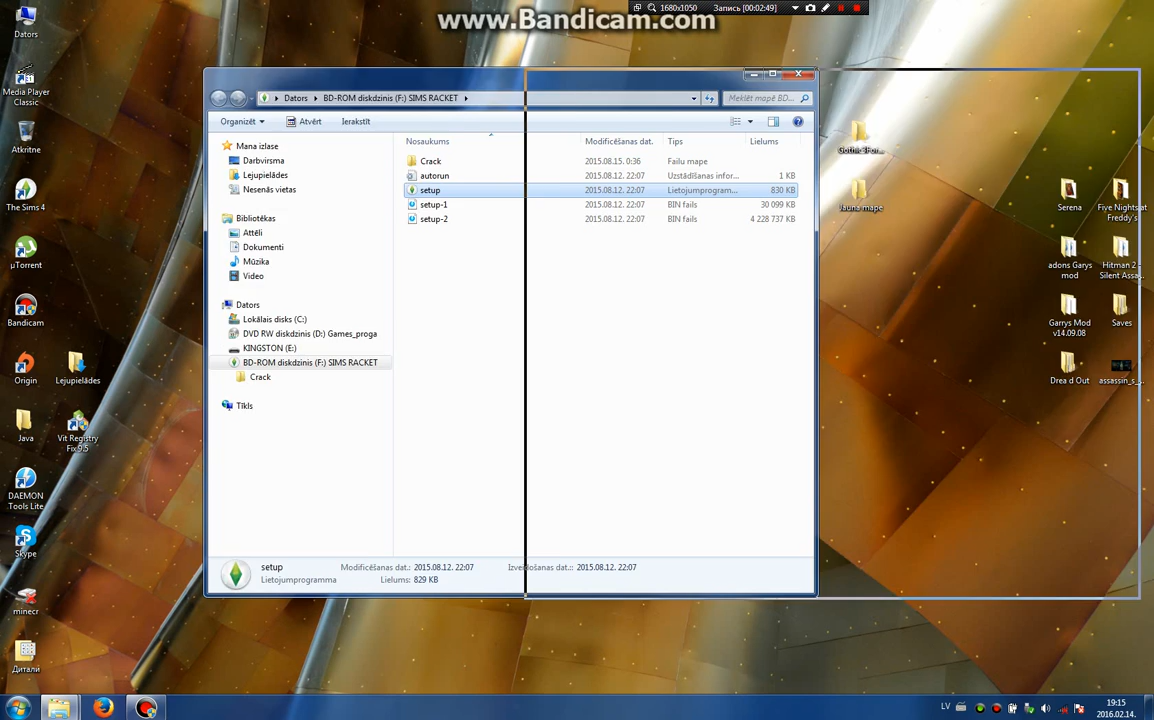 www.Bandicam.com
1680x1050
Запись [00:02:49]
Dators
Media Player
Classic
Atkritne
The Sims 4
µTorrent
Bandicam
Origin
Lejupielādes
Java
Vit Registry
Fix 9.5
DAEMON
Tools Lite
Skype
minecr
Детали
Dators
BD-ROM diskdzinis (F:) SIMS RACKET
Meklēt mapē BD...
Organizēt
Atvērt
Ierakstīt
Mana izlase
Darbvirsma
Lejupielādes
Nesenās vietas
Bibliotēkas
Attēli
Dokumenti
Mūzika
Video
Dators
Lokālais disks (C:)
DVD RW diskdzinis (D:) Games_proga
KINGSTON (E:)
BD-ROM diskdzinis (F:) SIMS RACKET
Crack
Tīkls
Nosaukums Modificēšanas dat. Tips Lielums
Crack 2015.08.15. 0:36 Failu mape
autorun 2015.08.12. 22:07 Uzstādīšanas infor... 1 KB
setup 2015.08.12. 22:07 Lietojumprogram... 830 KB
setup-1 2015.08.12. 22:07 BIN fails 30 099 KB
setup-2 2015.08.12. 22:07 BIN fails 4 228 737 KB
setup Modificēšanas dat.: 2015.08.12. 22:07 2015.08.12. 22:07
Lietojumprogramma Lielums: 829 KB
Jauna mape
Serena
Five Nights at
Freddy's
adons Garys
mod
Hitman 2 -
Silent Assa...
Garrys Mod
v14.09.08
Saves
Drea d Out
assassin_s_...
LV
19:15
2016.02.14.